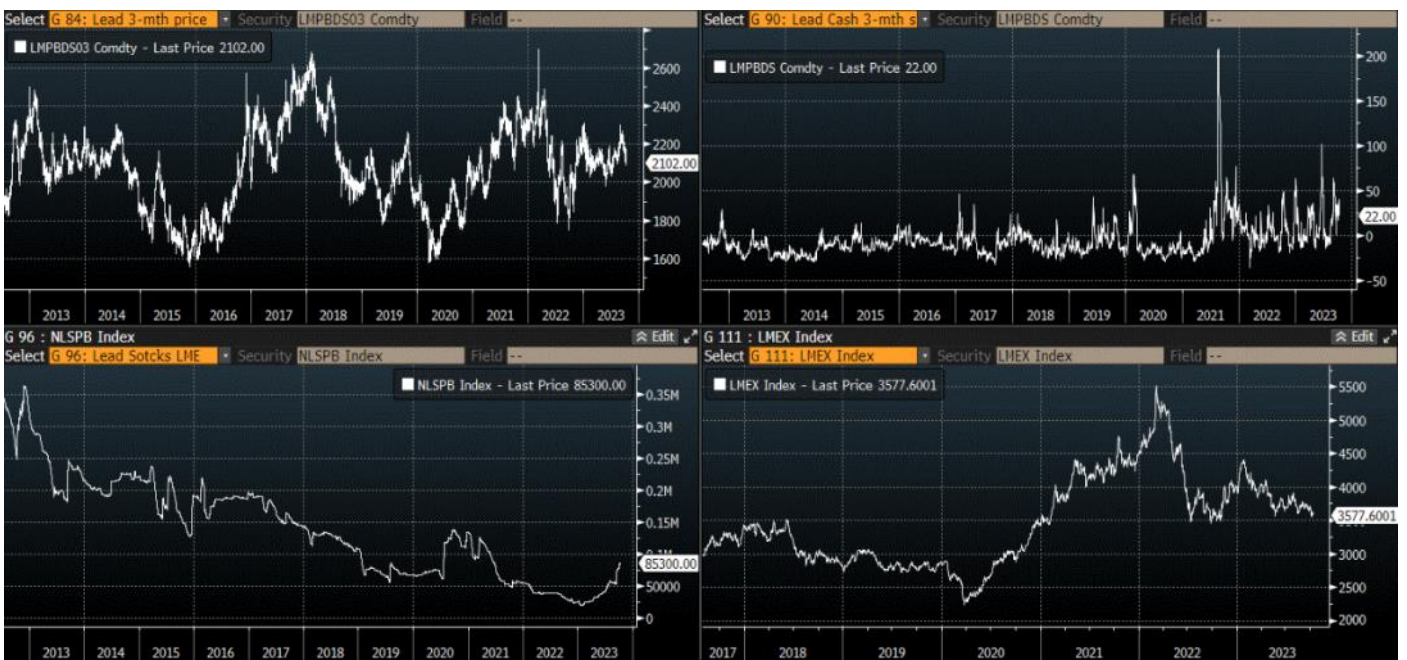 Select G 84: Lead 3-mth price Security LMPBDS03 Comdty Field --
LMPBDS03 Comdty - Last Price 2102.00
2600
2400
2200
2102.00
2000
1800
1600
2013 2014 2015 2016 2017 2018 2019 2020 2021 2022 2023
Select G 90: Lead Cash 3-mth s Security LMPBDS Comdty Field --
LMPBDS Comdty - Last Price 22.00
200
150
100
50
22.00
0
-50
2013 2014 2015 2016 2017 2018 2019 2020 2021 2022 2023
G 96 : NLSPB Index Edit
Select G 96: Lead Sotcks LME Security NLSPB Index Field --
NLSPB Index - Last Price 85300.00
0.35M
0.3M
0.25M
0.2M
0.15M
0.1M
85300.00
50000
0
2013 2014 2015 2016 2017 2018 2019 2020 2021 2022 2023
G 111 : LMEX Index Edit
Select G 111: LMEX Index Security LMEX Index Field --
LMEX Index - Last Price 3577.6001
5500
5000
4500
4000
3577.6001
3000
2500
2000
2017 2018 2019 2020 2021 2022 2023